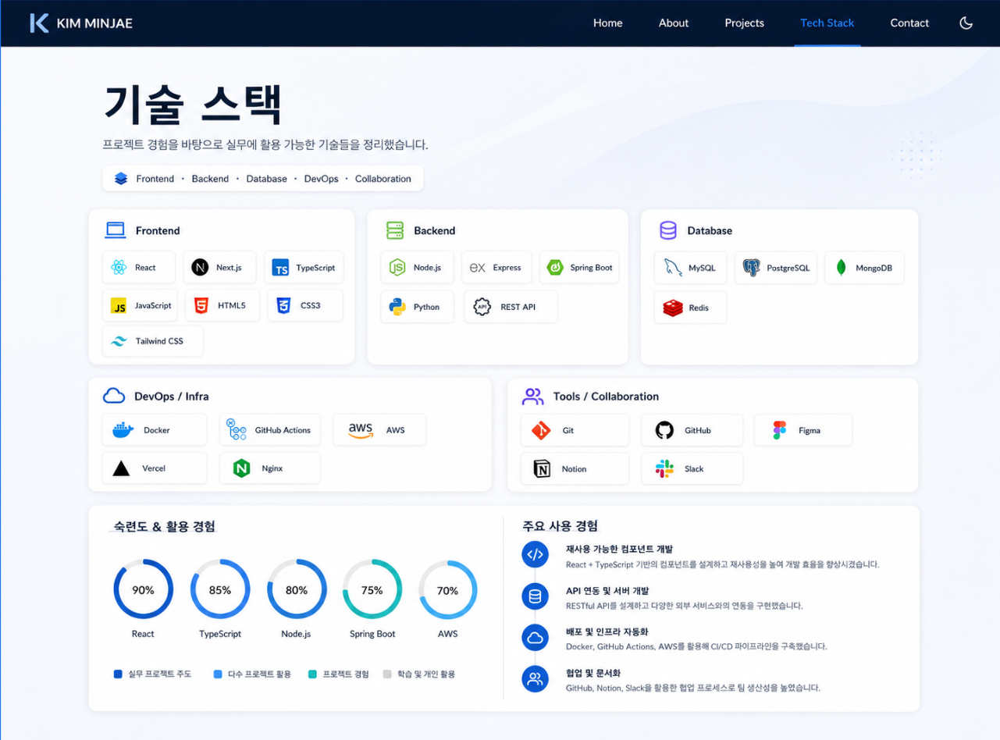 KIM MINJAE
Home About Projects Tech Stack Contact
기술 스택
프로젝트 경험을 바탕으로 실무에 활용 가능한 기술들을 정리했습니다.
Frontend · Backend · Database · DevOps · Collaboration
Frontend
React
N Next.js
TS TypeScript
JS JavaScript
5 HTML5
3 CSS3
Tailwind CSS
Backend
JS Node.js
ex Express
Spring Boot
Python
API REST API
Database
MySQL
PostgreSQL
MongoDB
Redis
DevOps / Infra
Docker
GitHub Actions
aws AWS
Vercel
N Nginx
Tools / Collaboration
Git
GitHub
Figma
N Notion
Slack
숙련도 & 활용 경험
90% 85% 80% 75% 70%
React TypeScript Node.js Spring Boot AWS
실무 프로젝트 주도 다수 프로젝트 활용 프로젝트 경험 학습 및 개인 활용
주요 사용 경험
재사용 가능한 컴포넌트 개발
React + TypeScript 기반의 컴포넌트를 설계하고 재사용성을 높여 개발 효율을 향상시켰습니다.
API 연동 및 서버 개발
RESTful API를 설계하고 다양한 외부 서비스와의 연동을 구현했습니다.
배포 및 인프라 자동화
Docker, GitHub Actions, AWS를 활용해 CI/CD 파이프라인을 구축했습니다.
협업 및 문서화
GitHub, Notion, Slack을 활용한 협업 프로세스로 팀 생산성을 높였습니다.